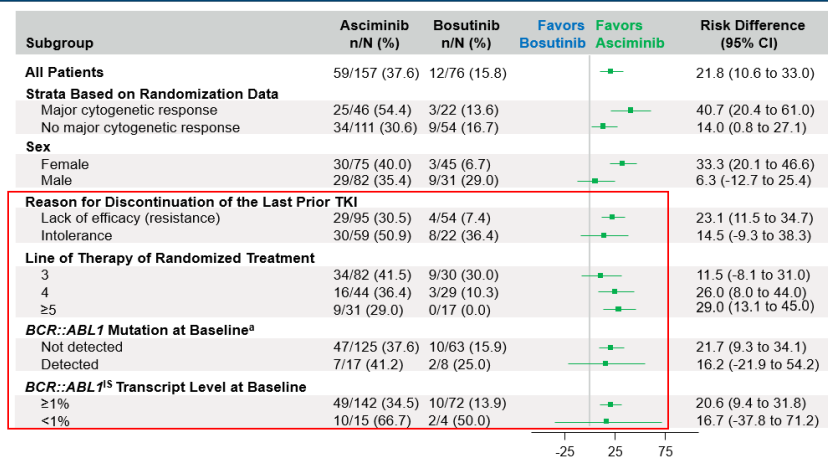 Subgroup Asciminib n/N (%) Bosutinib n/N (%) Favors Bosutinib Favors Asciminib Risk Difference (95% CI)
All Patients 59/157 (37.6) 12/76 (15.8) 21.8 (10.6 to 33.0)
Strata Based on Randomization Data
Major cytogenetic response 25/46 (54.4) 3/22 (13.6) 40.7 (20.4 to 61.0)
No major cytogenetic response 34/111 (30.6) 9/54 (16.7) 14.0 (0.8 to 27.1)
Sex
Female 30/75 (40.0) 3/45 (6.7) 33.3 (20.1 to 46.6)
Male 29/82 (35.4) 9/31 (29.0) 6.3 (-12.7 to 25.4)
Reason for Discontinuation of the Last Prior TKI
Lack of efficacy (resistance) 29/95 (30.5) 4/54 (7.4) 23.1 (11.5 to 34.7)
Intolerance 30/59 (50.9) 8/22 (36.4) 14.5 (-9.3 to 38.3)
Line of Therapy of Randomized Treatment
3 34/82 (41.5) 9/30 (30.0) 11.5 (-8.1 to 31.0)
4 16/44 (36.4) 3/29 (10.3) 26.0 (8.0 to 44.0)
≥5 9/31 (29.0) 0/17 (0.0) 29.0 (13.1 to 45.0)
BCR::ABL1 Mutation at Baselineᵃ
Not detected 47/125 (37.6) 10/63 (15.9) 21.7 (9.3 to 34.1)
Detected 7/17 (41.2) 2/8 (25.0) 16.2 (-21.9 to 54.2)
BCR::ABL1ᴵˢ Transcript Level at Baseline
≥1% 49/142 (34.5) 10/72 (13.9) 20.6 (9.4 to 31.8)
<1% 10/15 (66.7) 2/4 (50.0) 16.7 (-37.8 to 71.2)
-25 25 75